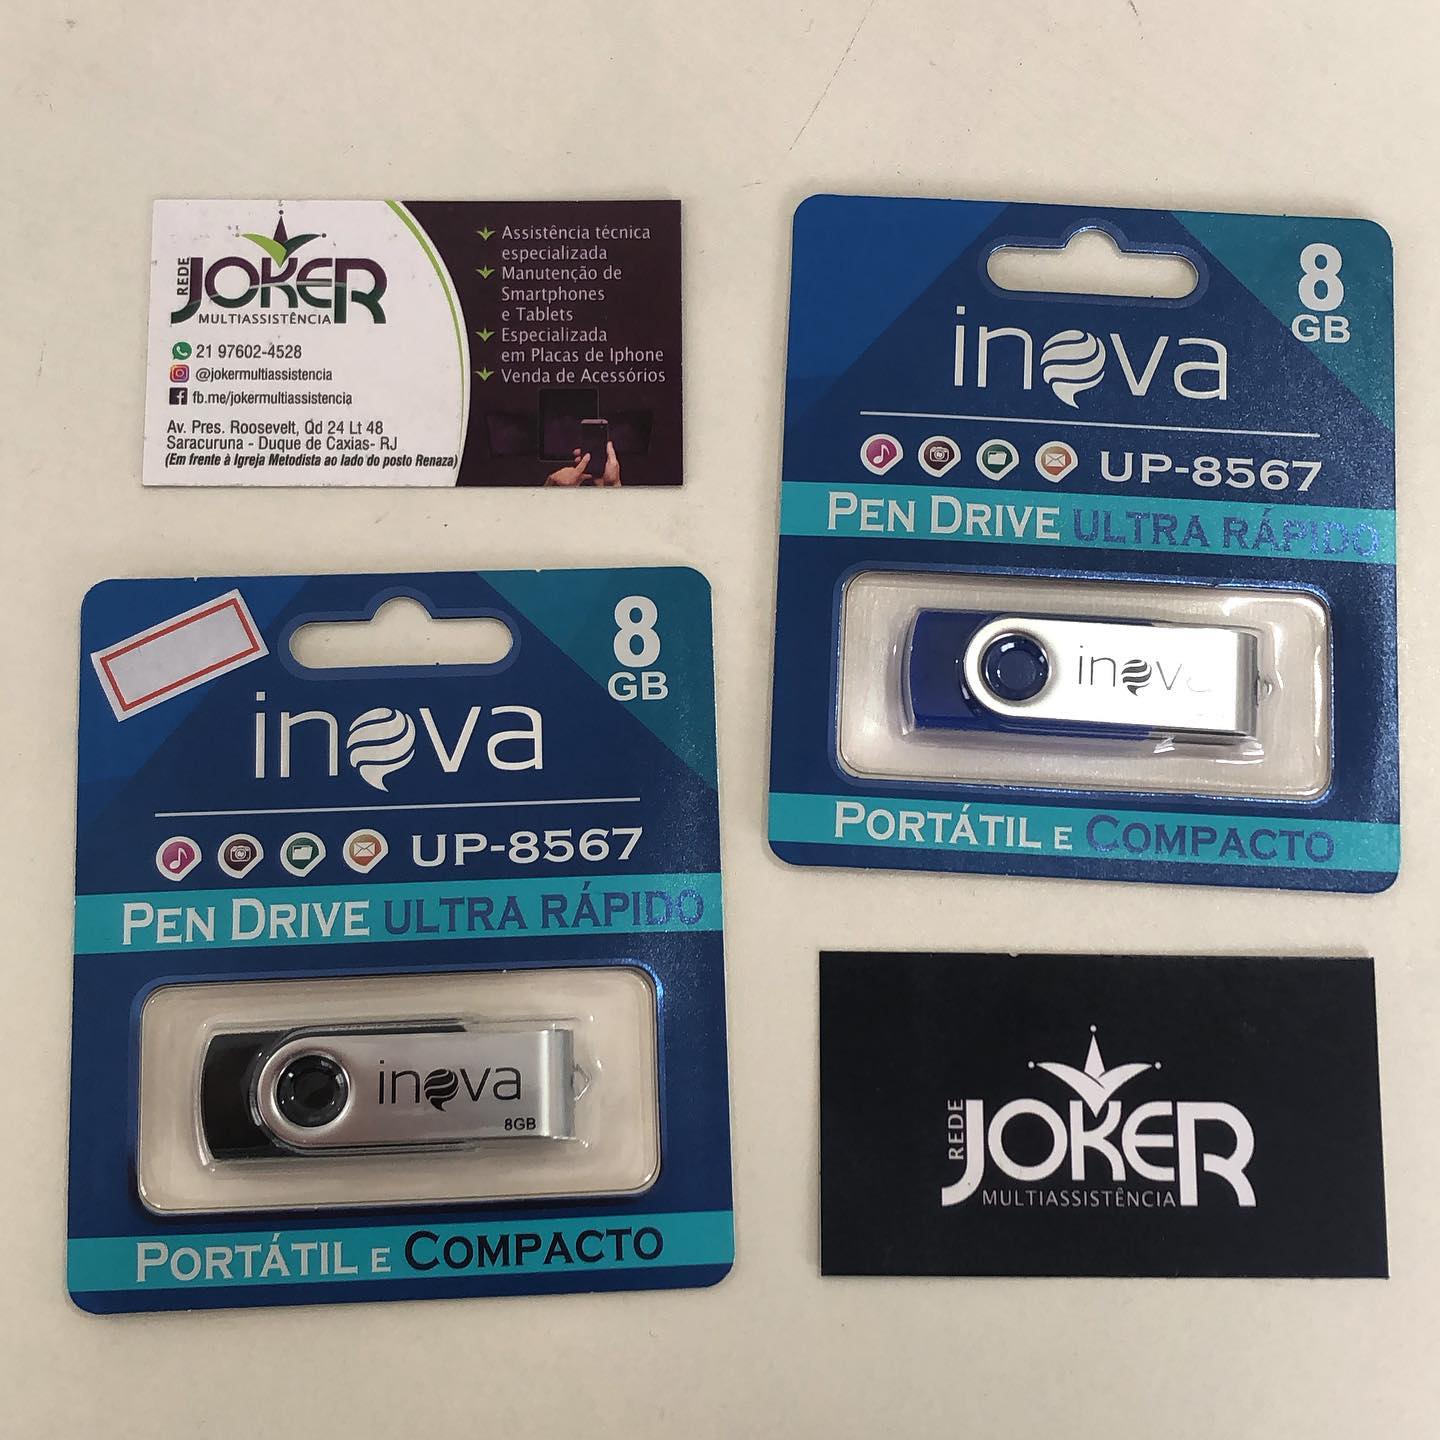 REDE
JOKER
MULTIASSISTÊNCIA
21 97602-4528
@jokermultiassistencia
fb.me/jokermultiassistencia
Av. Pres. Roosevelt, Qd 24 Lt 48
Saracuruna - Duque de Caxias- RJ
(Em frente à Igreja Metodista ao lado do posto Renaza)
Assistência técnica
especializada
Manutenção de
Smartphones
e Tablets
Especializada
em Placas de Iphone
Venda de Acessórios
8
GB
inova
UP-8567
PEN DRIVE ULTRA RÁPIDO
inova
PORTÁTIL E COMPACTO
8
GB
inova
UP-8567
PEN DRIVE ULTRA RÁPIDO
inova
8GB
PORTÁTIL E COMPACTO
REDE
JOKER
MULTIASSISTÊNCIA